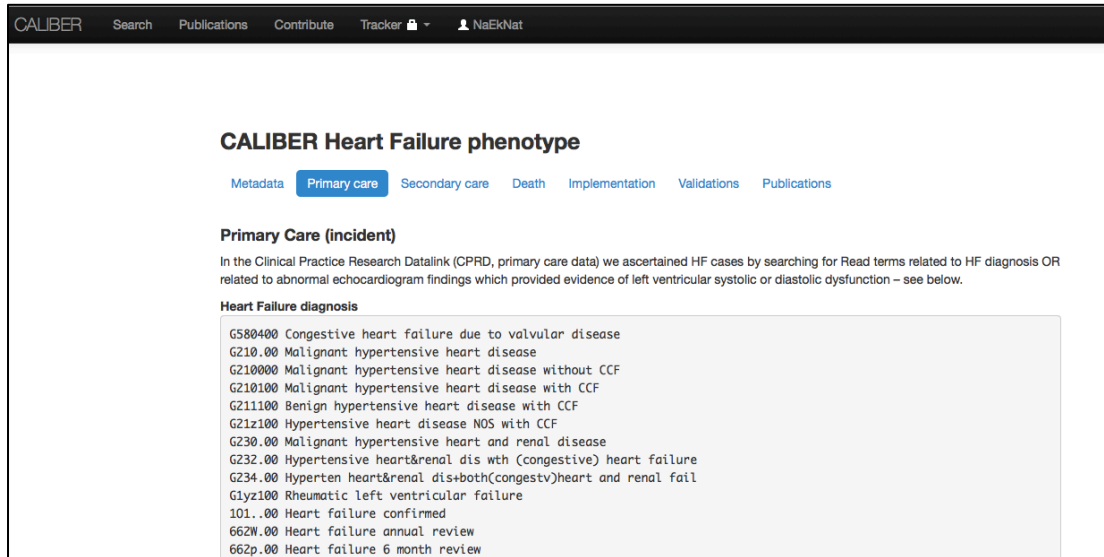 CALIBER Search Publications Contribute Tracker NaEkNat
CALIBER Heart Failure phenotype
Metadata Primary care Secondary care Death Implementation Validations Publications
Primary Care (incident)
In the Clinical Practice Research Datalink (CPRD, primary care data) we ascertained HF cases by searching for Read terms related to HF diagnosis OR
related to abnormal echocardiogram findings which provided evidence of left ventricular systolic or diastolic dysfunction – see below.
Heart Failure diagnosis
G580400 Congestive heart failure due to valvular disease
G210.00 Malignant hypertensive heart disease
G210000 Malignant hypertensive heart disease without CCF
G210100 Malignant hypertensive heart disease with CCF
G211100 Benign hypertensive heart disease with CCF
G21z100 Hypertensive heart disease NOS with CCF
G230.00 Malignant hypertensive heart and renal disease
G232.00 Hypertensive heart&renal dis wth (congestive) heart failure
G234.00 Hyperten heart&renal dis+both(congestv)heart and renal fail
G1yz100 Rheumatic left ventricular failure
101..00 Heart failure confirmed
662W.00 Heart failure annual review
662p.00 Heart failure 6 month review